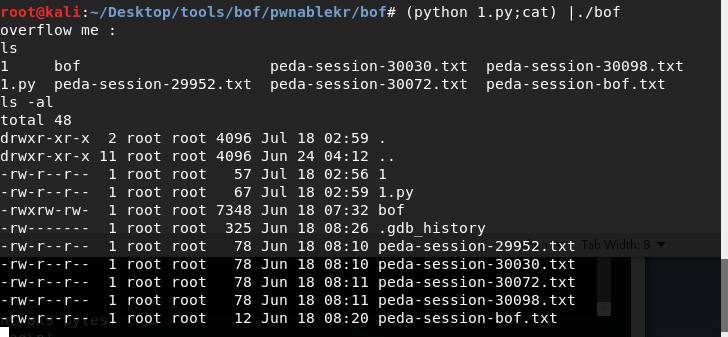 root@kali:~/Desktop/tools/bof/pwnablekr/bof# (python 1.py;cat) |./bof
overflow me :
ls
1     bof                     peda-session-30030.txt  peda-session-30098.txt
1.py  peda-session-29952.txt  peda-session-30072.txt  peda-session-bof.txt
ls -al
total 48
drwxr-xr-x  2 root root 4096 Jul 18 02:59 .
drwxr-xr-x 11 root root 4096 Jun 24 04:12 ..
-rw-r--r--  1 root root   57 Jul 18 02:56 1
-rw-r--r--  1 root root   67 Jul 18 02:59 1.py
-rwxrw-rw-  1 root root 7348 Jun 18 07:32 bof
-rw-------  1 root root  325 Jun 18 08:26 .gdb_history
-rw-r--r--  1 root root   78 Jun 18 08:10 peda-session-29952.txt
Tab Width: 8
-rw-r--r--  1 root root   78 Jun 18 08:10 peda-session-30030.txt
-rw-r--r--  1 root root   78 Jun 18 08:11 peda-session-30072.txt
-rw-r--r--  1 root root   78 Jun 18 08:11 peda-session-30098.txt
-rw-r--r--  1 root root   12 Jun 18 08:20 peda-session-bof.txt